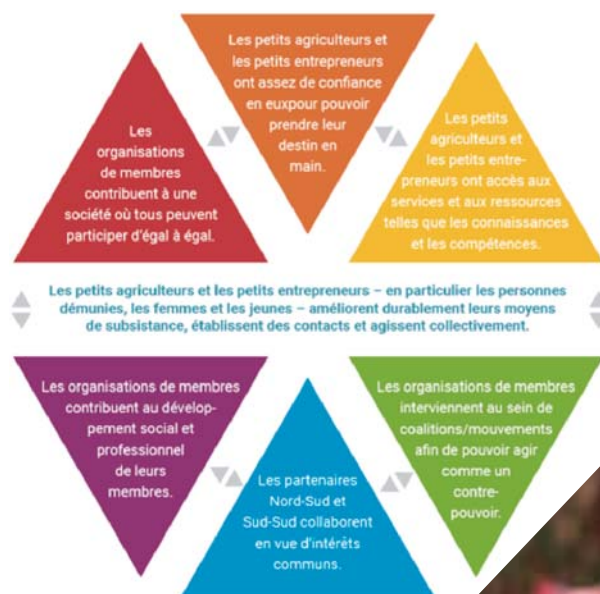 Les petits agriculteurs et
les petits entrepreneurs
ont assez de confiance
en euxpour pouvoir
prendre leur
destin en
main.
Les
organisations
de membres
contribuent à une
société où tous peuvent
participer d'égal à égal.
Les petits
agriculteurs et
les petits entre-
preneurs ont accès aux
services et aux ressources
telles que les connaissances
et les compétences.
Les petits agriculteurs et les petits entrepreneurs – en particulier les personnes
démunies, les femmes et les jeunes – améliorent durablement leurs moyens
de subsistance, établissent des contacts et agissent collectivement.
Les organisations de membres
contribuent au dévelop-
pement social et
professionnel
de leurs
membres.
Les partenaires
Nord-Sud et
Sud-Sud collaborent
en vue d'intérêts
communs.
Les organisations de membres
interviennent au sein de
coalitions/mouvements
afin de pouvoir agir
comme un
contre-
pouvoir.